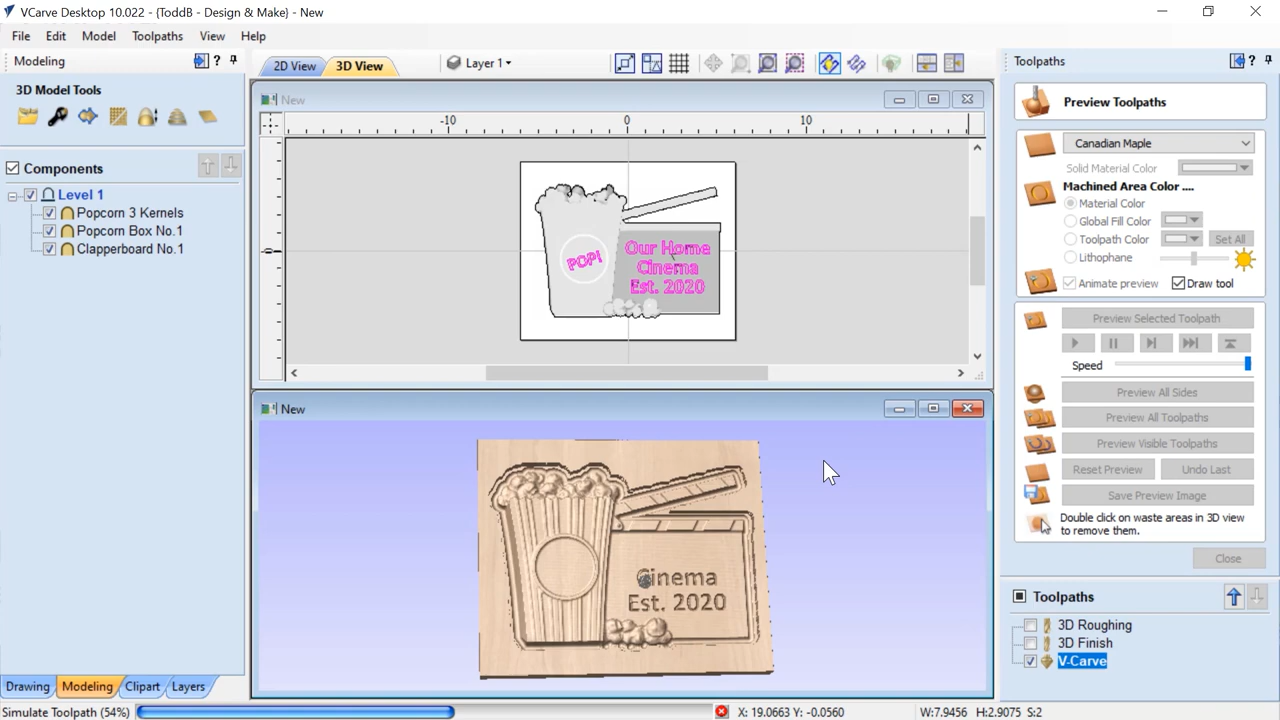 VCarve Desktop 10.022 - {ToddB - Design & Make} - New
File Edit Model Toolpaths View Help
Modeling
?
3D Model Tools
Components
Level 1
Popcorn 3 Kernels
Popcorn Box No.1
Clapperboard No.1
Drawing Modeling Clipart Layers
2D View 3D View Layer 1
New
-10 0 10
0
POP!
Our Home
Cinema
Est. 2020
New
Cinema
Est. 2020
Toolpaths
?
Preview Toolpaths
Canadian Maple
Solid Material Color
Machined Area Color ....
Material Color
Global Fill Color
Toolpath Color Set All
Lithophane
Animate preview Draw tool
Preview Selected Toolpath
Speed
Preview All Sides
Preview All Toolpaths
Preview Visible Toolpaths
Reset Preview Undo Last
Save Preview Image
Double click on waste areas in 3D view
to remove them.
Close
Toolpaths
3D Roughing
3D Finish
V-Carve
Simulate Toolpath (54%) X: 19.0663 Y: -0.0560 W:7.9456 H:2.9075 S:2